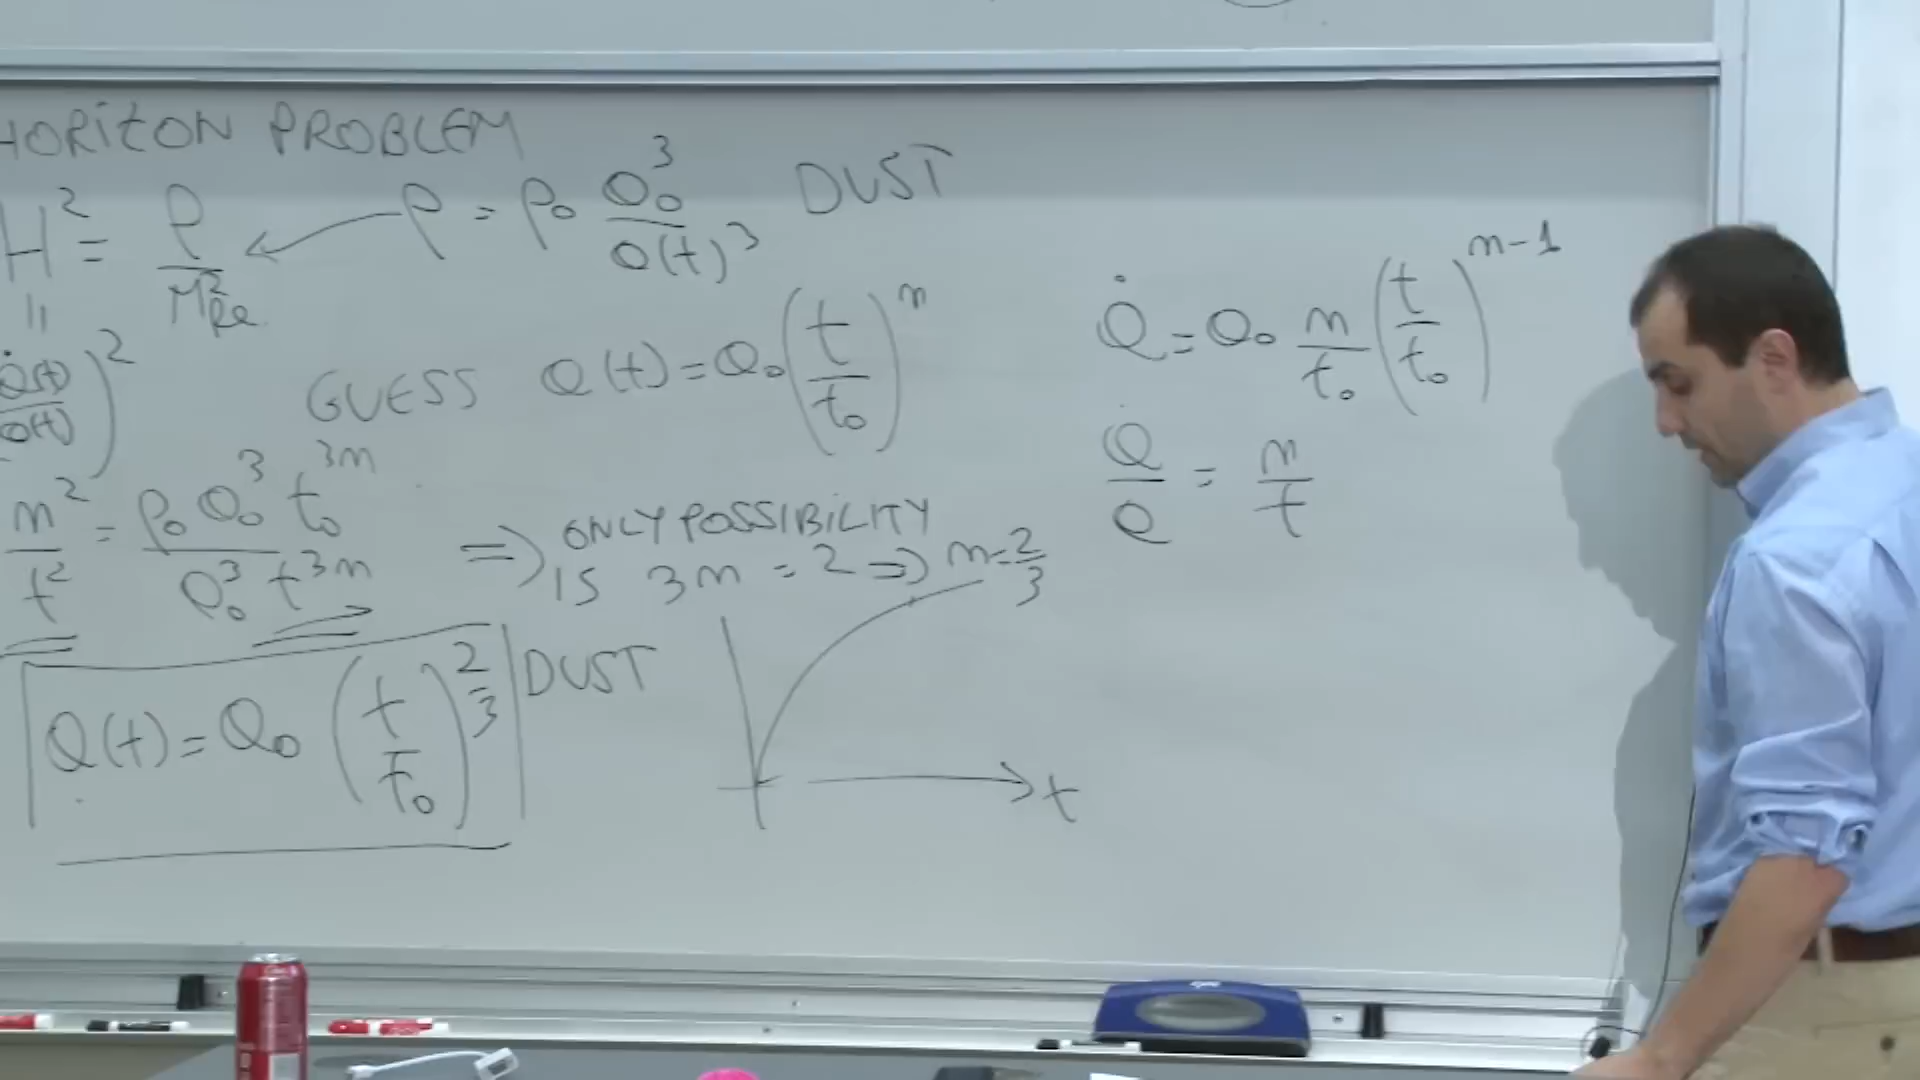 HORIZON PROBLEM
H² = ρ/M²Pl ← ρ = ρ₀ a₀³/a(t)³ DUST
=
(ȧ(t)/a(t))²
GUESS a(t) = a₀ (t/t₀)ⁿ
n²/t² = ρ₀ a₀³ t₀³ⁿ / a₀³ t³ⁿ
⇒ ONLY POSSIBILITY
IS 3n = 2 ⇒ n = 2/3
a(t) = a₀ (t/t₀)^2/3 DUST
t
ȧ = a₀ n/t₀ (t/t₀)ⁿ⁻¹
ȧ/a = n/t